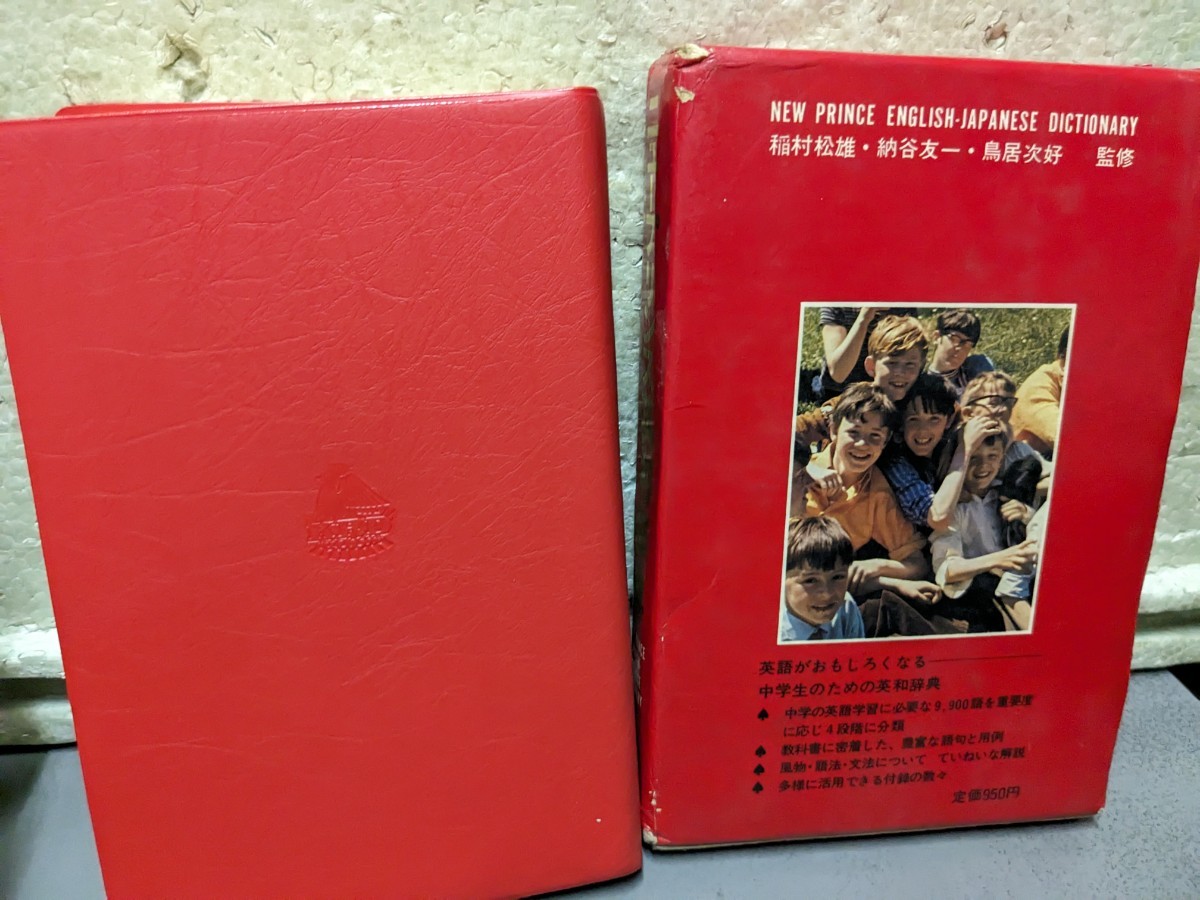 NEW PRINCE ENGLISH-JAPANESE DICTIONARY
稲村松雄・納谷友一・鳥居次好 監修
英語がおもしろくなる
中学生のための英和辞典
♠ 中学の英語学習に必要な9,900語を重要度
に応じ4段階に分類
♠ 教科書に密着した、豊富な語句と用例
♠ 風物・語法・文法について ていねいな解説
♠ 多様に活用できる付録の数々
定価950円